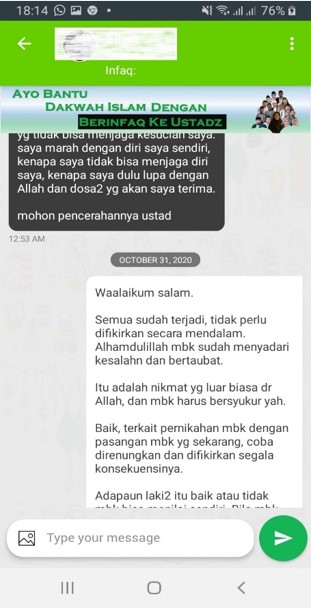 18:14
76%
Infaq:
AYO BANTU
DAKWAH ISLAM DENGAN
BERINFAQ KE USTADZ
yg tidak bisa menjaga kesucian saya.
saya marah dengan diri saya sendiri,
kenapa saya tidak bisa menjaga diri
saya, kenapa saya dulu lupa dengan
Allah dan dosa2 yg akan saya terima.
mohon pencerahannya ustad
12:53 AM
OCTOBER 31, 2020
Waalaikum salam.
Semua sudah terjadi, tidak perlu
difikirkan secara mendalam.
Alhamdulillah mbk sudah menyadari
kesalahn dan bertaubat.
Itu adalah nikmat yg luar biasa dr
Allah, dan mbk harus bersyukur yah.
Baik, terkait pernikahan mbk dengan
pasangan mbk yg sekarang, coba
direnungkan dan difikirkan segala
konsekuensinya.
Adapaun laki2 itu baik atau tidak
mbk bisa menilai sendiri. Bila mbk
Type your message